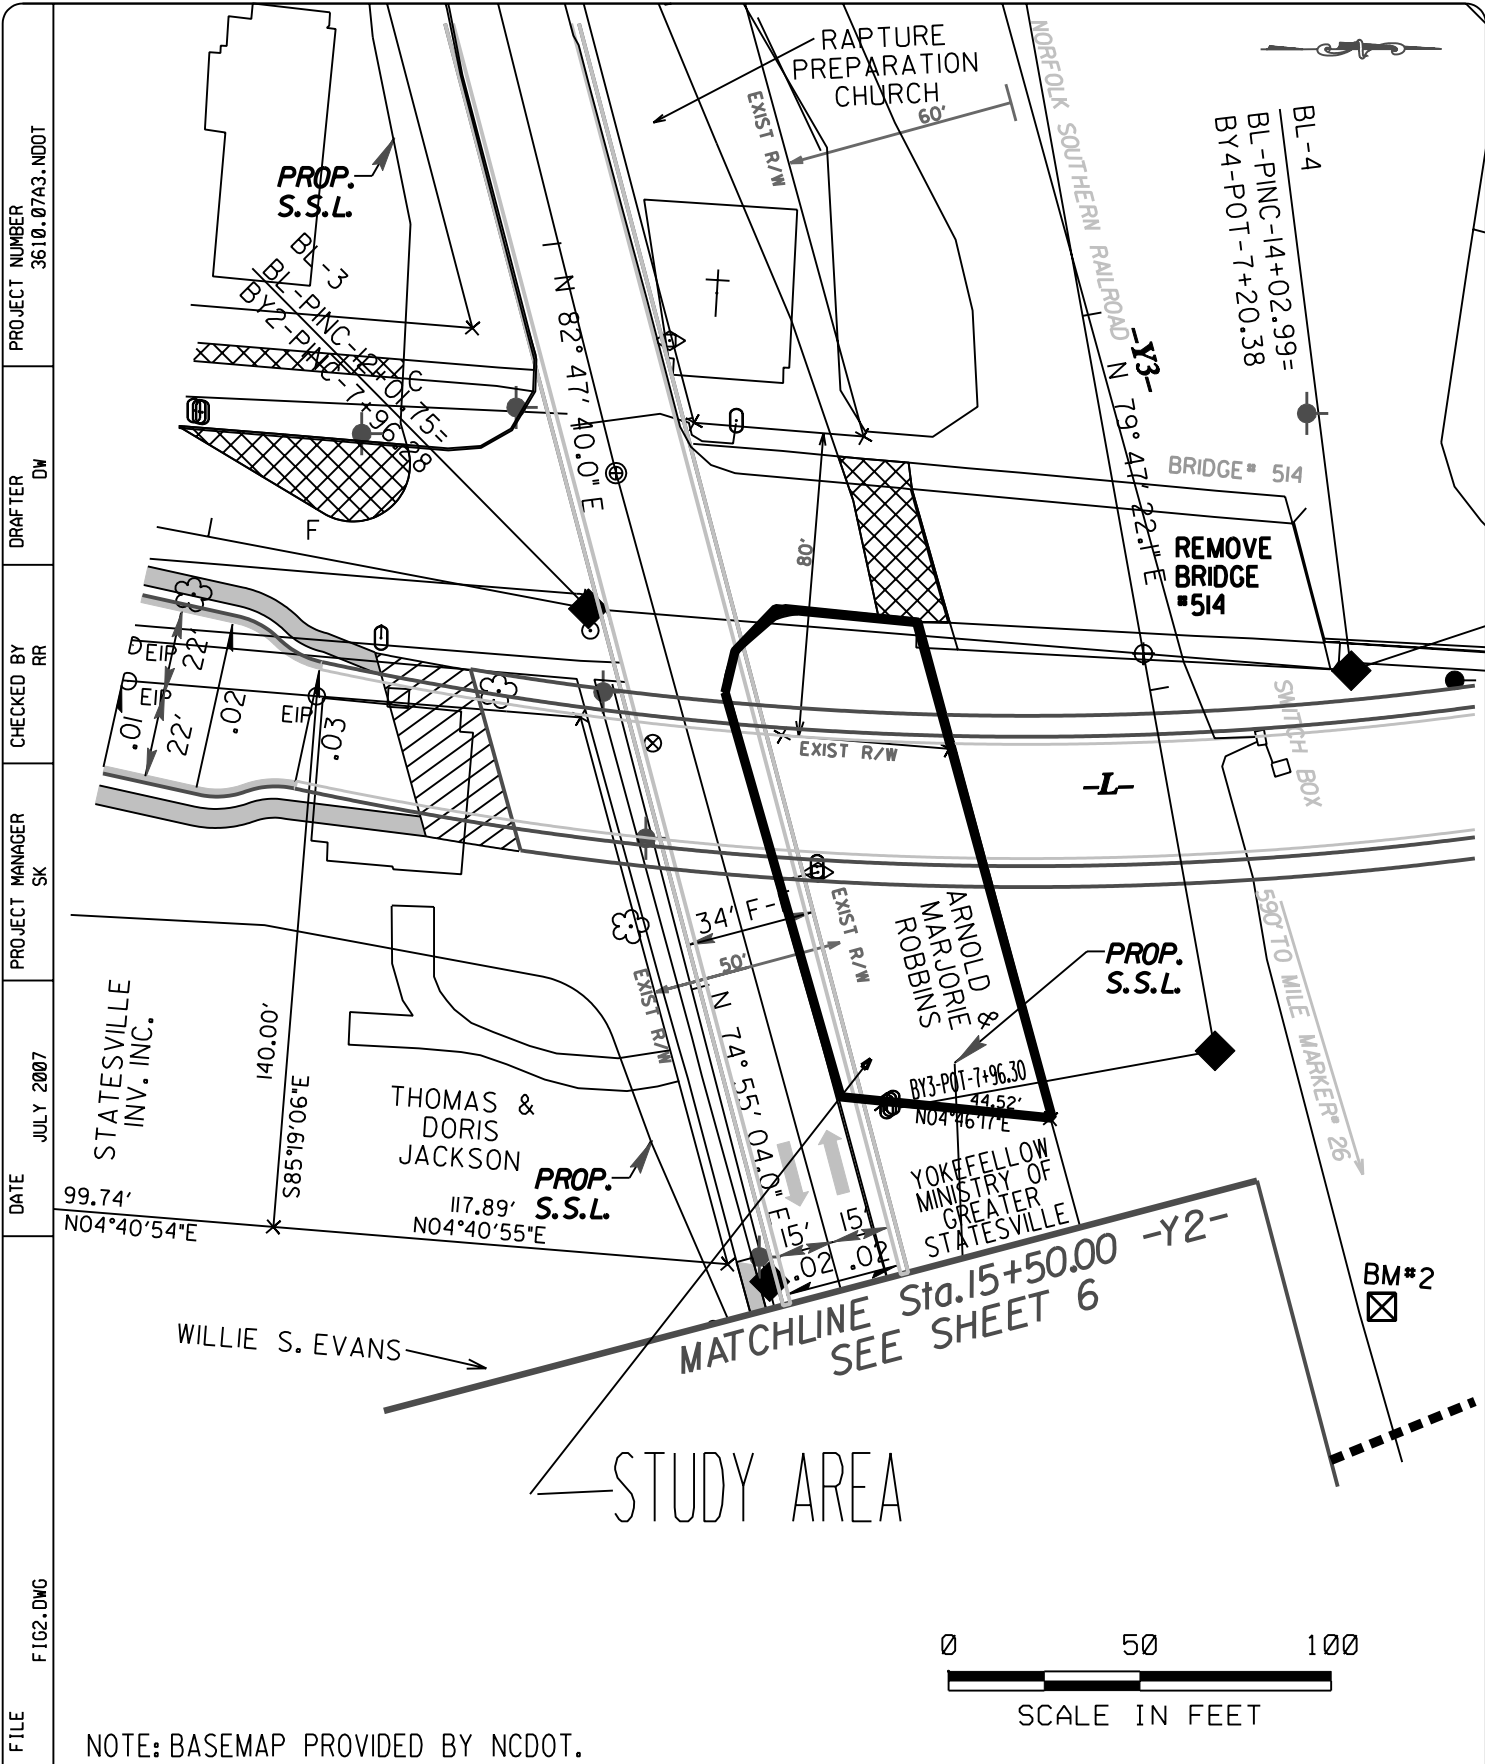 PROJECT NUMBER
3610.07A3.NDOT
DRAFTER
DW
CHECKED BY
RR
PROJECT MANAGER
SK
DATE
JULY 2007
FILE
FIG2.DWG
RAPTURE
PREPARATION
CHURCH
60'
EXIST R/W
NORFOLK SOUTHERN RAILROAD
BL-4
BL-PINC-14+02.99=
BY4-POT-7+20.38
PROP.
S.S.L.
BL-3
N 82° 47' 40.0" E
-Y3-
N 79° 47' 22.1" E
BRIDGE# 514
REMOVE
BRIDGE
#514
C
F
80'
EIP
22'
.02
EIP
.01
22'
EIP
.03
EXIST R/W
-L-
SWITCH BOX
590' TO MILE MARKER# 26
34' F-
50'
EXIST R/W
EXIST R/W
ARNOLD &
MARJORIE
ROBBINS
PROP.
S.S.L.
STATESVILLE
INV. INC.
140.00'
S85°19'06"E
THOMAS &
DORIS
JACKSON
PROP.
S.S.L.
N 74° 55' 04.0" E
BY3-POT-7+96.30
44.52'
N04°46'17"E
YOKEFELLOW
MINISTRY OF
GREATER
STATESVILLE
99.74'
N04°40'54"E
117.89'
N04°40'55"E
15'
15'
.02
.02
MATCHLINE Sta.15+50.00 -Y2-
SEE SHEET 6
BM#2
WILLIE S. EVANS
STUDY AREA
0 50 100
SCALE IN FEET
NOTE: BASEMAP PROVIDED BY NCDOT.